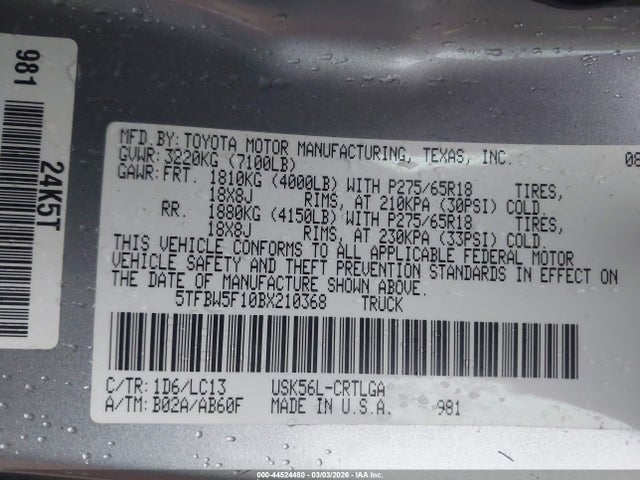 981
24K5T
MFD BY: TOYOTA MOTOR MANUFACTURING, TEXAS, INC. 08
GVWR: 3220KG (7100LB)
GAWR: FRT. 1810KG (4000LB) WITH P275/65R18 TIRES,
18X8J RIMS, AT 210KPA (30PSI) COLD
RR. 1880KG (4150LB) WITH P275/65R18 TIRES,
18X8J RIMS, AT 230KPA (33PSI) COLD.
THIS VEHICLE CONFORMS TO ALL APPLICABLE FEDERAL MOTOR
VEHICLE SAFETY AND THEFT PREVENTION STANDARDS IN EFFECT ON
THE DATE OF MANUFACTURE SHOWN ABOVE.
5TFBW5F10BX210368 TRUCK
C/TR: 1D6/LC13 USK56L-CRTLGA
A/TM: B02A/AB60F MADE IN U.S.A. 981
000-44524480 - 03/03/2026 - IAAI.CA